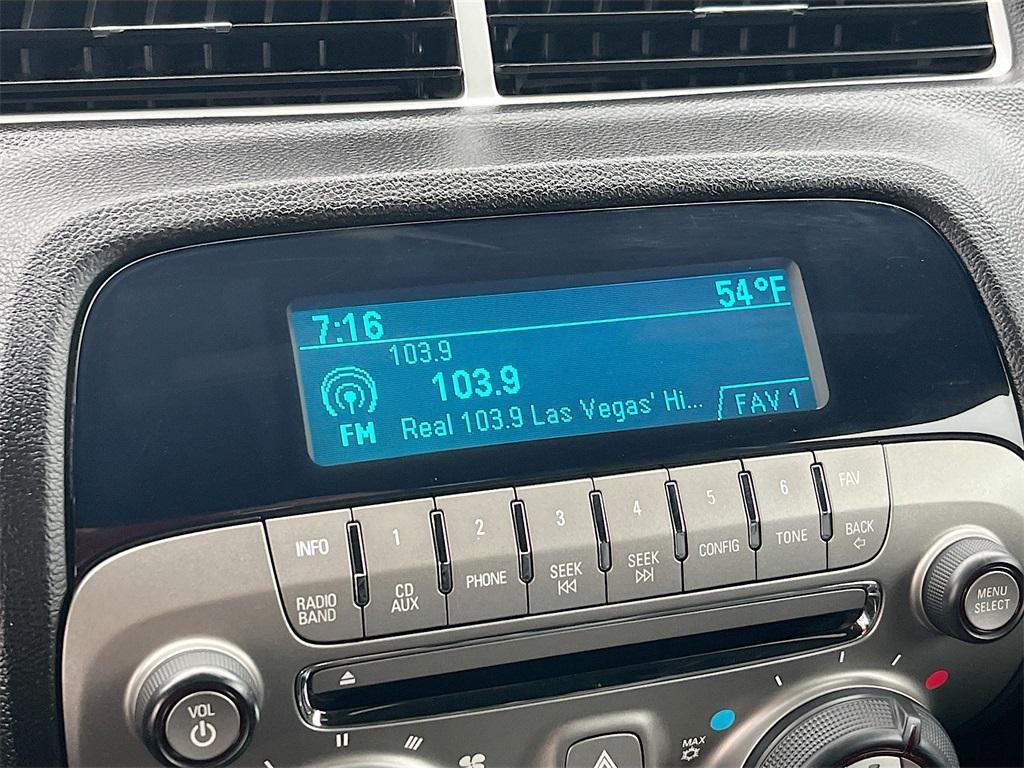 7:16 54°F
103.9
103.9
FM Real 103.9 Las Vegas' Hi... FAV 1
INFO 1 2 3 4 5 6 FAV
RADIO BAND CD AUX PHONE SEEK SEEK CONFIG TONE BACK
MENU SELECT
VOL
MAX